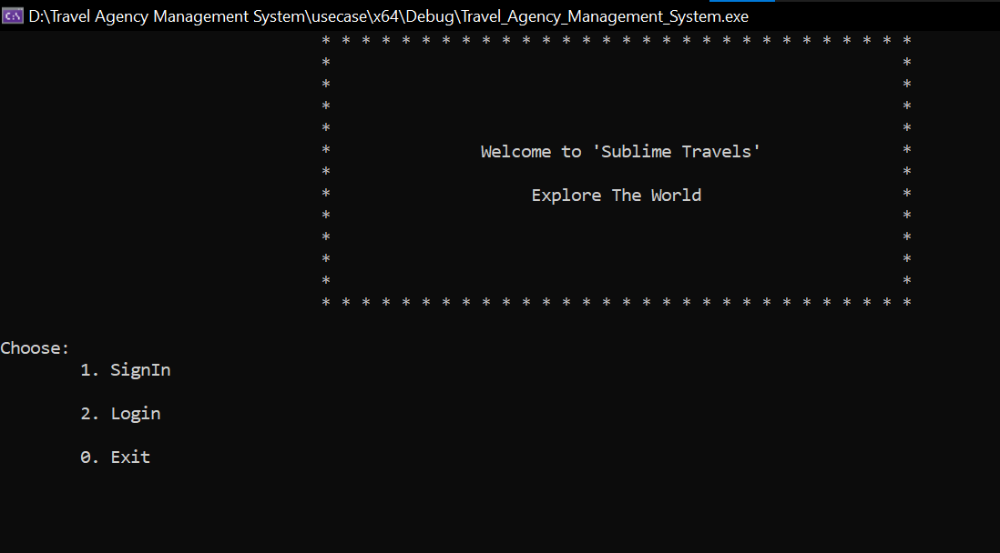 D:\Travel Agency Management System\usecase\x64\Debug\Travel_Agency_Management_System.exe
* * * * * * * * * * * * * * * * * * * * * * * * * * * * * *
* *
* *
* *
* *
* Welcome to 'Sublime Travels' *
* *
* Explore The World *
* *
* *
* *
* *
* * * * * * * * * * * * * * * * * * * * * * * * * * * * * *
Choose:
1. SignIn
2. Login
0. Exit